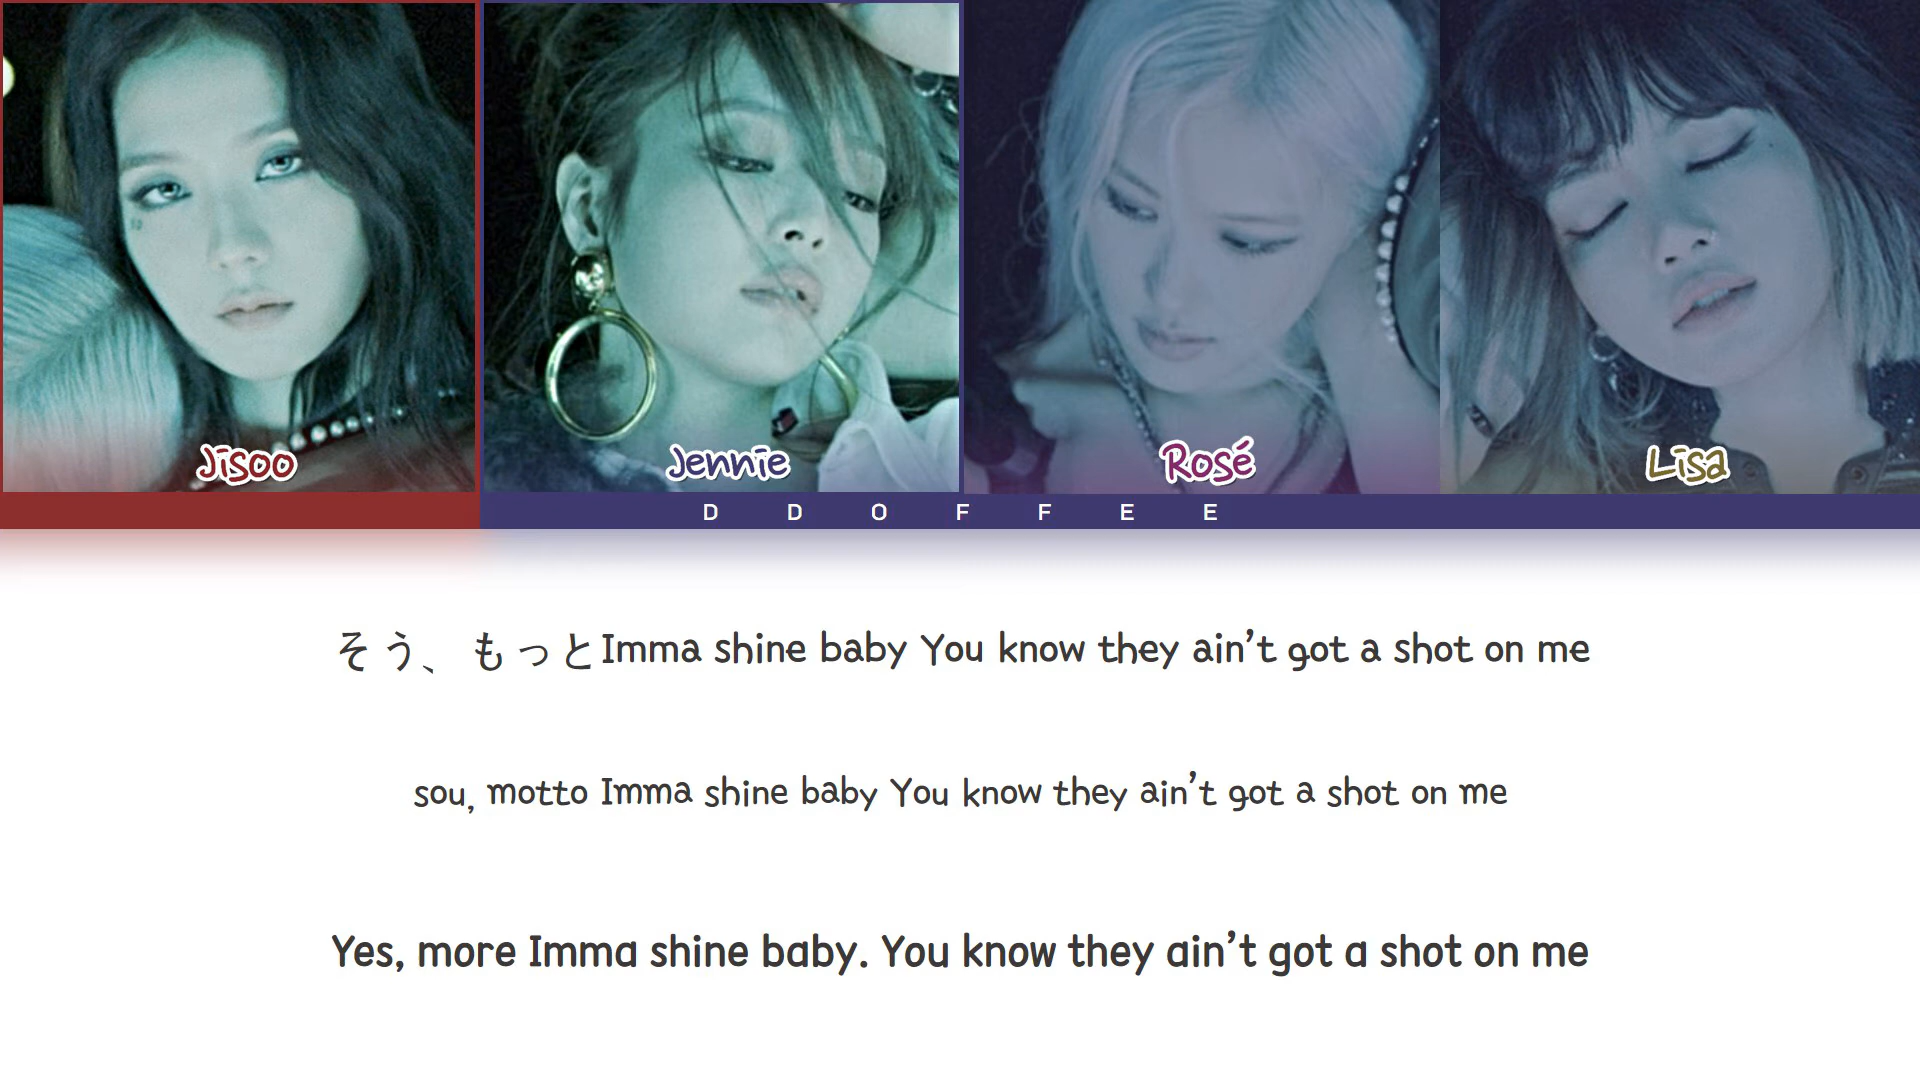 Jisoo Jennie Rosé Lisa
DDOFFEE
そう、もっとImma shine baby You know they ain't got a shot on me
sou, motto Imma shine baby You know they ain't got a shot on me
Yes, more Imma shine baby. You know they ain't got a shot on me